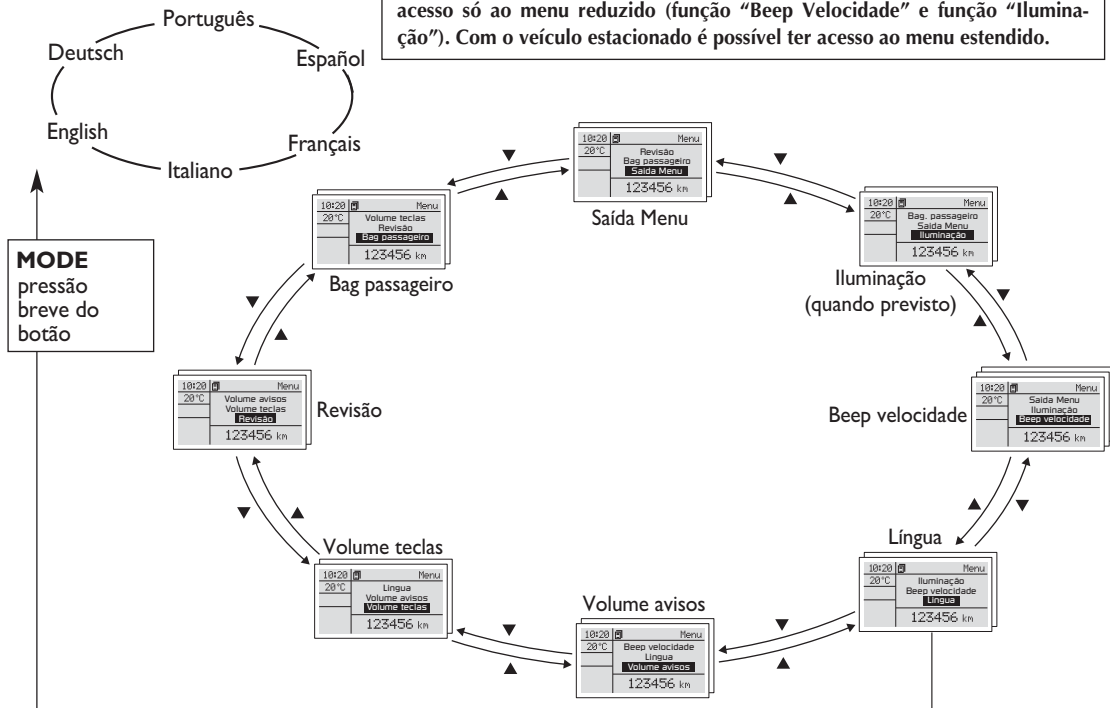 acesso só ao menu reduzido (função “Beep Velocidade” e função “Ilumina-
ção”). Com o veículo estacionado é possível ter acesso ao menu estendido.
Português
Deutsch
Español
English
Français
Italiano
MODE
pressão
breve do
botão
10:20 Menu
20°C Revisão
Bag passageiro
Saida Menu
123456 km
Saída Menu
10:20 Menu
20°C Volume teclas
Revisão
Bag passageiro
123456 km
Bag passageiro
10:20 Menu
20°C Bag. passageiro
Saida Menu
Iluminação
123456 km
Iluminação
(quando previsto)
10:20 Menu
20°C Volume avisos
Volume teclas
Revisão
123456 km
Revisão
Beep velocidade
10:20 Menu
20°C Saida Menu
Iluminação
Beep velocidade
123456 km
Volume teclas
10:20 Menu
20°C Lingua
Volume avisos
Volume teclas
123456 km
Volume avisos
10:20 Menu
20°C Beep velocidade
Lingua
Volume avisos
123456 km
Língua
10:20 Menu
20°C Iluminação
Beep velocidade
Lingua
123456 km